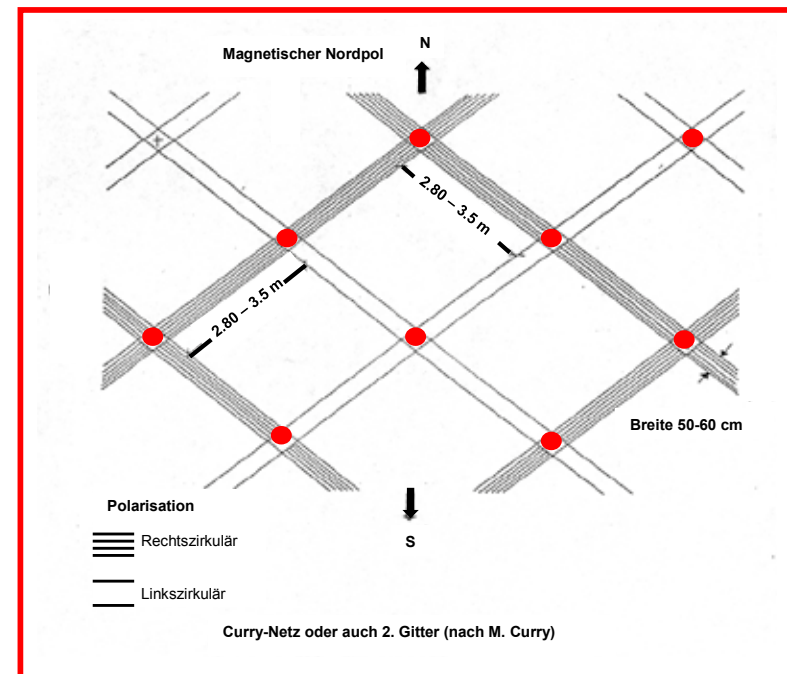 N
Magnetischer Nordpol
2.80 – 3.5 m
2.80 – 3.5 m
Breite 50-60 cm
Polarisation
Rechtszirkulär
S
Linkszirkulär
Curry-Netz oder auch 2. Gitter (nach M. Curry)